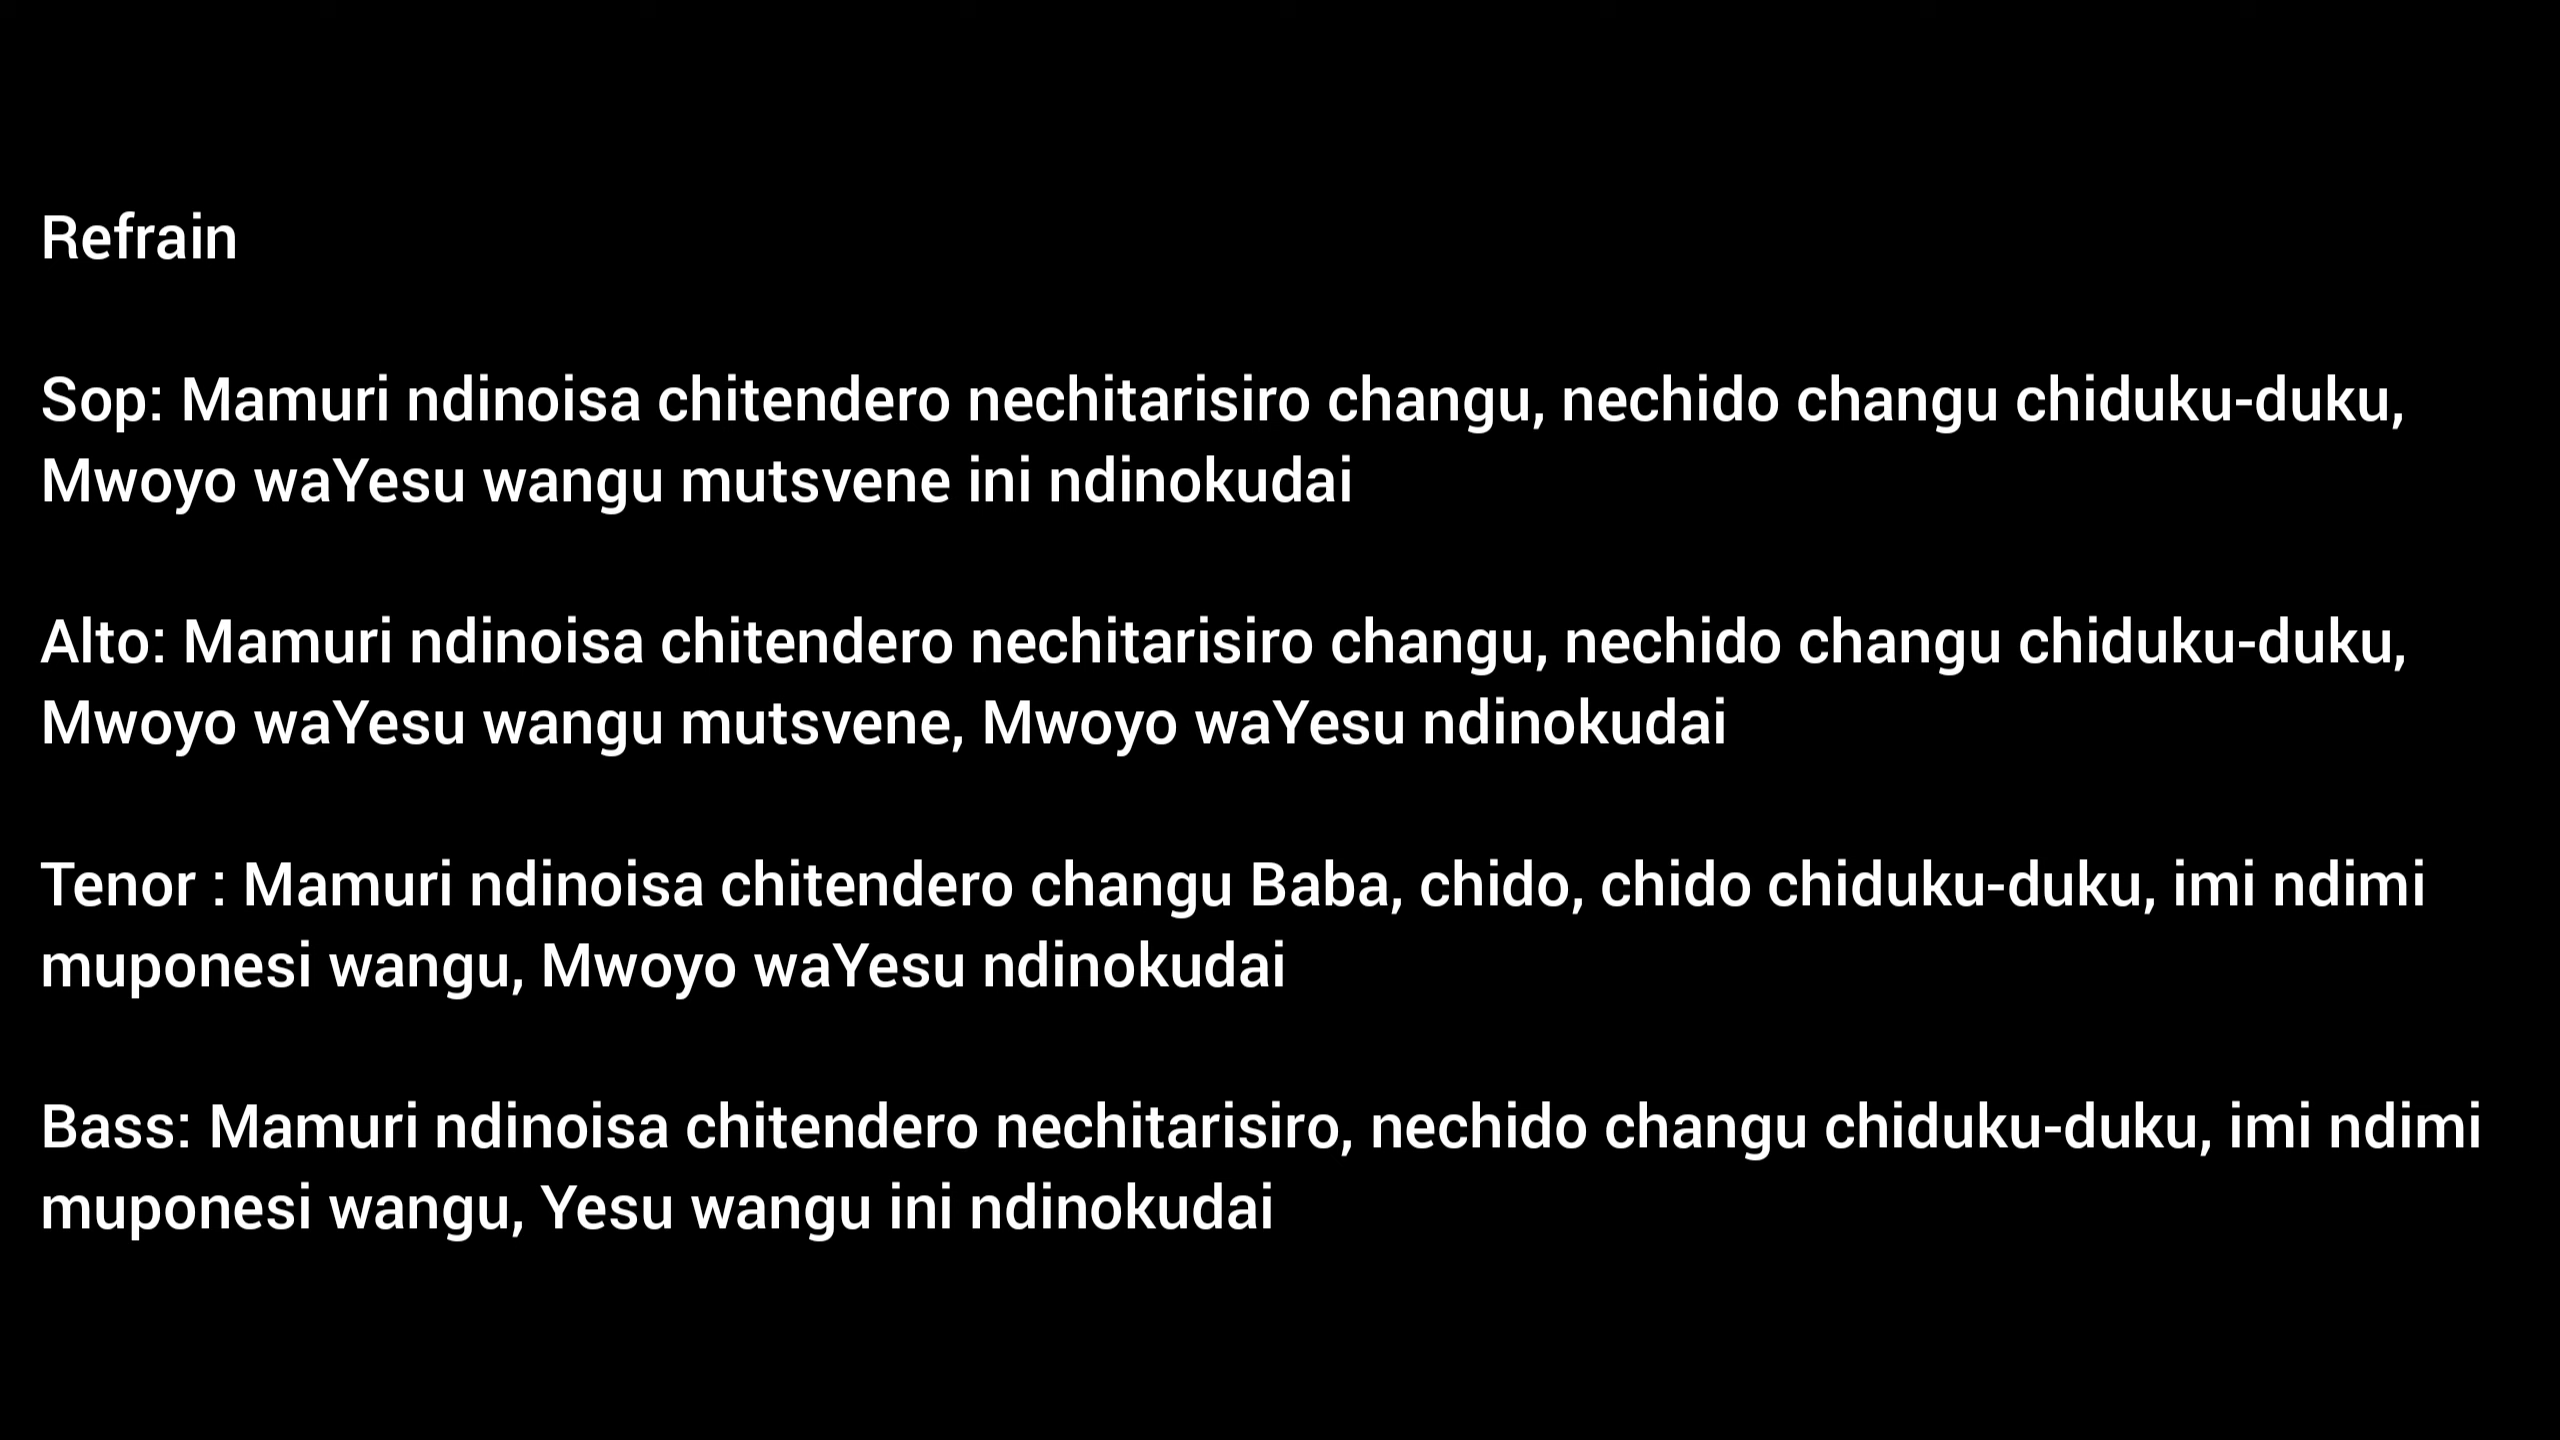 Refrain
Sop: Mamuri ndinoisa chitendero nechitarisiro changu, nechido changu chiduku-duku,
Mwoyo waYesu wangu mutsvene ini ndinokudai
Alto: Mamuri ndinoisa chitendero nechitarisiro changu, nechido changu chiduku-duku,
Mwoyo waYesu wangu mutsvene, Mwoyo waYesu ndinokudai
Tenor : Mamuri ndinoisa chitendero changu Baba, chido, chido chiduku-duku, imi ndimi
muponesi wangu, Mwoyo waYesu ndinokudai
Bass: Mamuri ndinoisa chitendero nechitarisiro, nechido changu chiduku-duku, imi ndimi
muponesi wangu, Yesu wangu ini ndinokudai